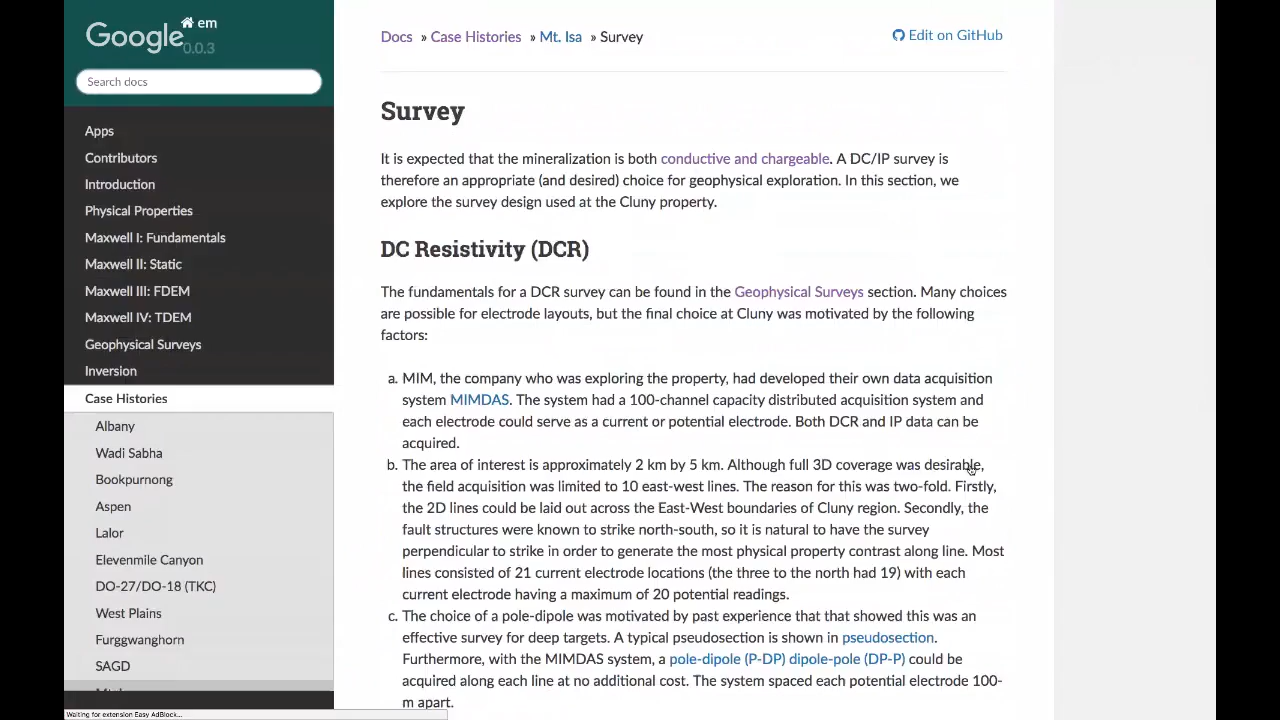 Google em
0.0.3
Search docs
Apps
Contributors
Introduction
Physical Properties
Maxwell I: Fundamentals
Maxwell II: Static
Maxwell III: FDEM
Maxwell IV: TDEM
Geophysical Surveys
Inversion
Case Histories
Albany
Wadi Sabha
Bookpurnong
Aspen
Lalor
Elevenmile Canyon
DO-27/DO-18 (TKC)
West Plains
Furggwanghorn
SAGD
Waiting for extension Easy AdBlock...
Docs » Case Histories » Mt. Isa » Survey
Edit on GitHub
Survey
It is expected that the mineralization is both conductive and chargeable. A DC/IP survey is
therefore an appropriate (and desired) choice for geophysical exploration. In this section, we
explore the survey design used at the Cluny property.
DC Resistivity (DCR)
The fundamentals for a DCR survey can be found in the Geophysical Surveys section. Many choices
are possible for electrode layouts, but the final choice at Cluny was motivated by the following
factors:
a. MIM, the company who was exploring the property, had developed their own data acquisition
system MIMDAS. The system had a 100-channel capacity distributed acquisition system and
each electrode could serve as a current or potential electrode. Both DCR and IP data can be
acquired.
b. The area of interest is approximately 2 km by 5 km. Although full 3D coverage was desirable,
the field acquisition was limited to 10 east-west lines. The reason for this was two-fold. Firstly,
the 2D lines could be laid out across the East-West boundaries of Cluny region. Secondly, the
fault structures were known to strike north-south, so it is natural to have the survey
perpendicular to strike in order to generate the most physical property contrast along line. Most
lines consisted of 21 current electrode locations (the three to the north had 19) with each
current electrode having a maximum of 20 potential readings.
c. The choice of a pole-dipole was motivated by past experience that that showed this was an
effective survey for deep targets. A typical pseudosection is shown in pseudosection.
Furthermore, with the MIMDAS system, a pole-dipole (P-DP) dipole-pole (DP-P) could be
acquired along each line at no additional cost. The system spaced each potential electrode 100-
m apart.